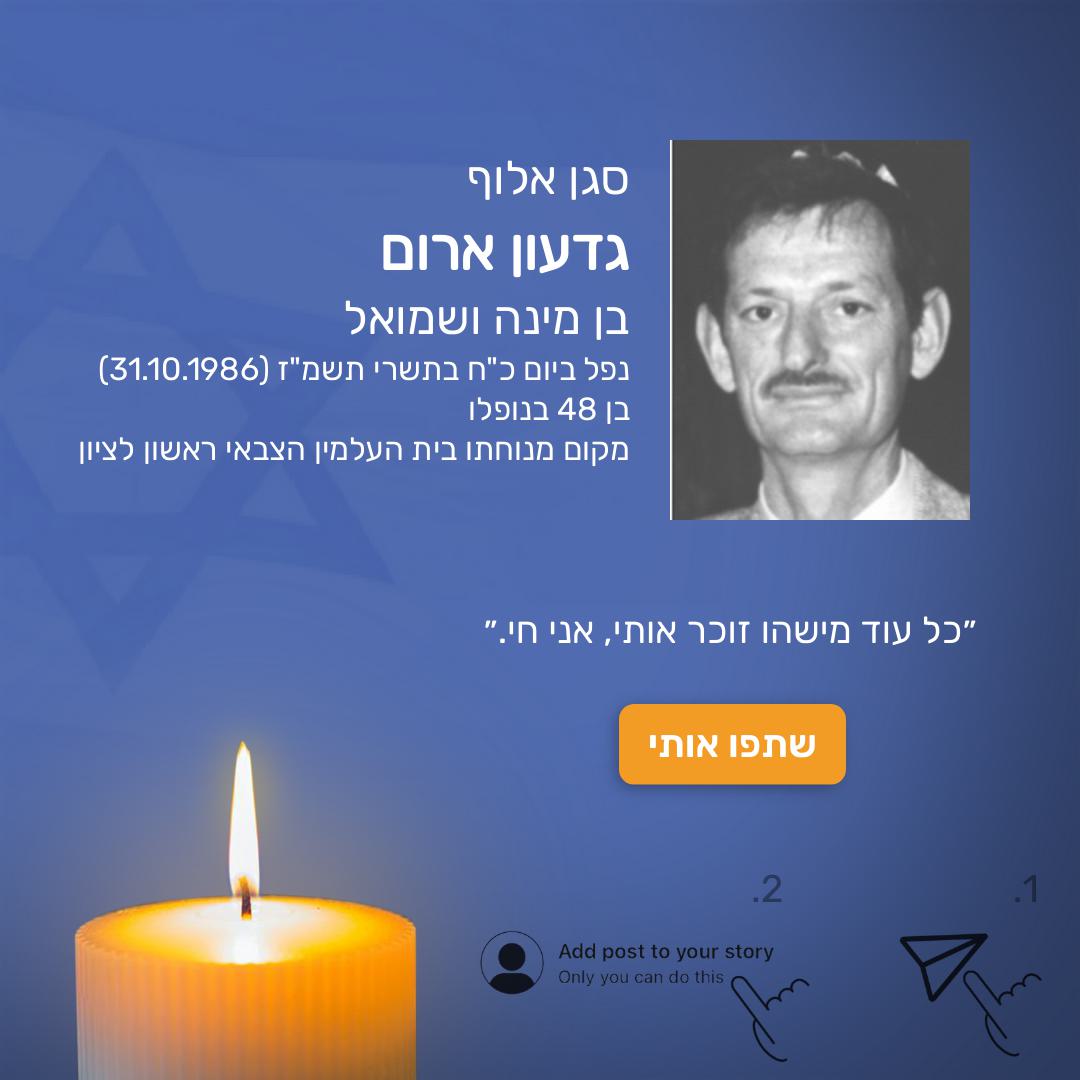 סגן אלוף
גדעון ארום
בן מינה ושמואל
נפל ביום כ"ח בתשרי תשמ"ז (31.10.1986)
בן 48 בנופלו
מקום מנוחתו בית העלמין הצבאי ראשון לציון
״כל עוד מישהו זוכר אותי, אני חי.״
שתפו אותי
1.
2.
Add post to your story
Only you can do this